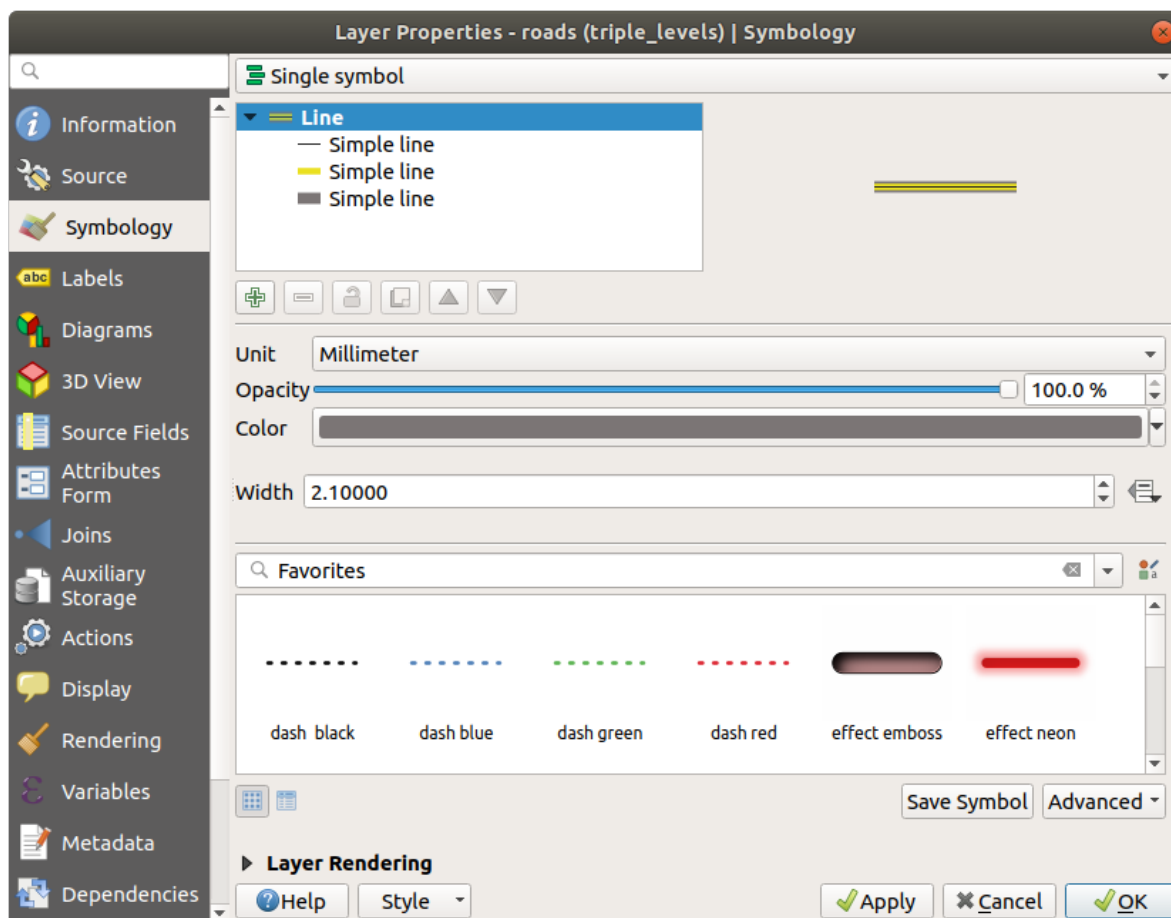 Layer Properties - roads (triple_levels) | Symbology
Information
Source
Symbology
abc Labels
Diagrams
3D View
Source Fields
Attributes
Form
Joins
Auxiliary
Storage
Actions
Display
Rendering
Variables
Metadata
Dependencies
Single symbol
Line
Simple line
Simple line
Simple line
Unit Millimeter
Opacity 100.0 %
Color
Width 2.10000
Favorites
dash black dash blue dash green dash red effect emboss effect neon
Save Symbol Advanced
Layer Rendering
Help Style Apply Cancel OK